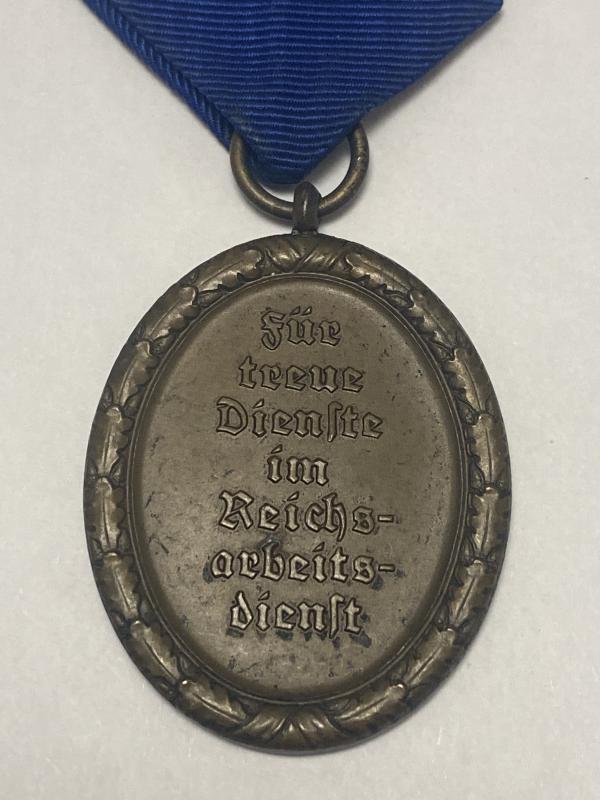 Für
treue
Dienſte
im
Reichs-
arbeits-
dienſt